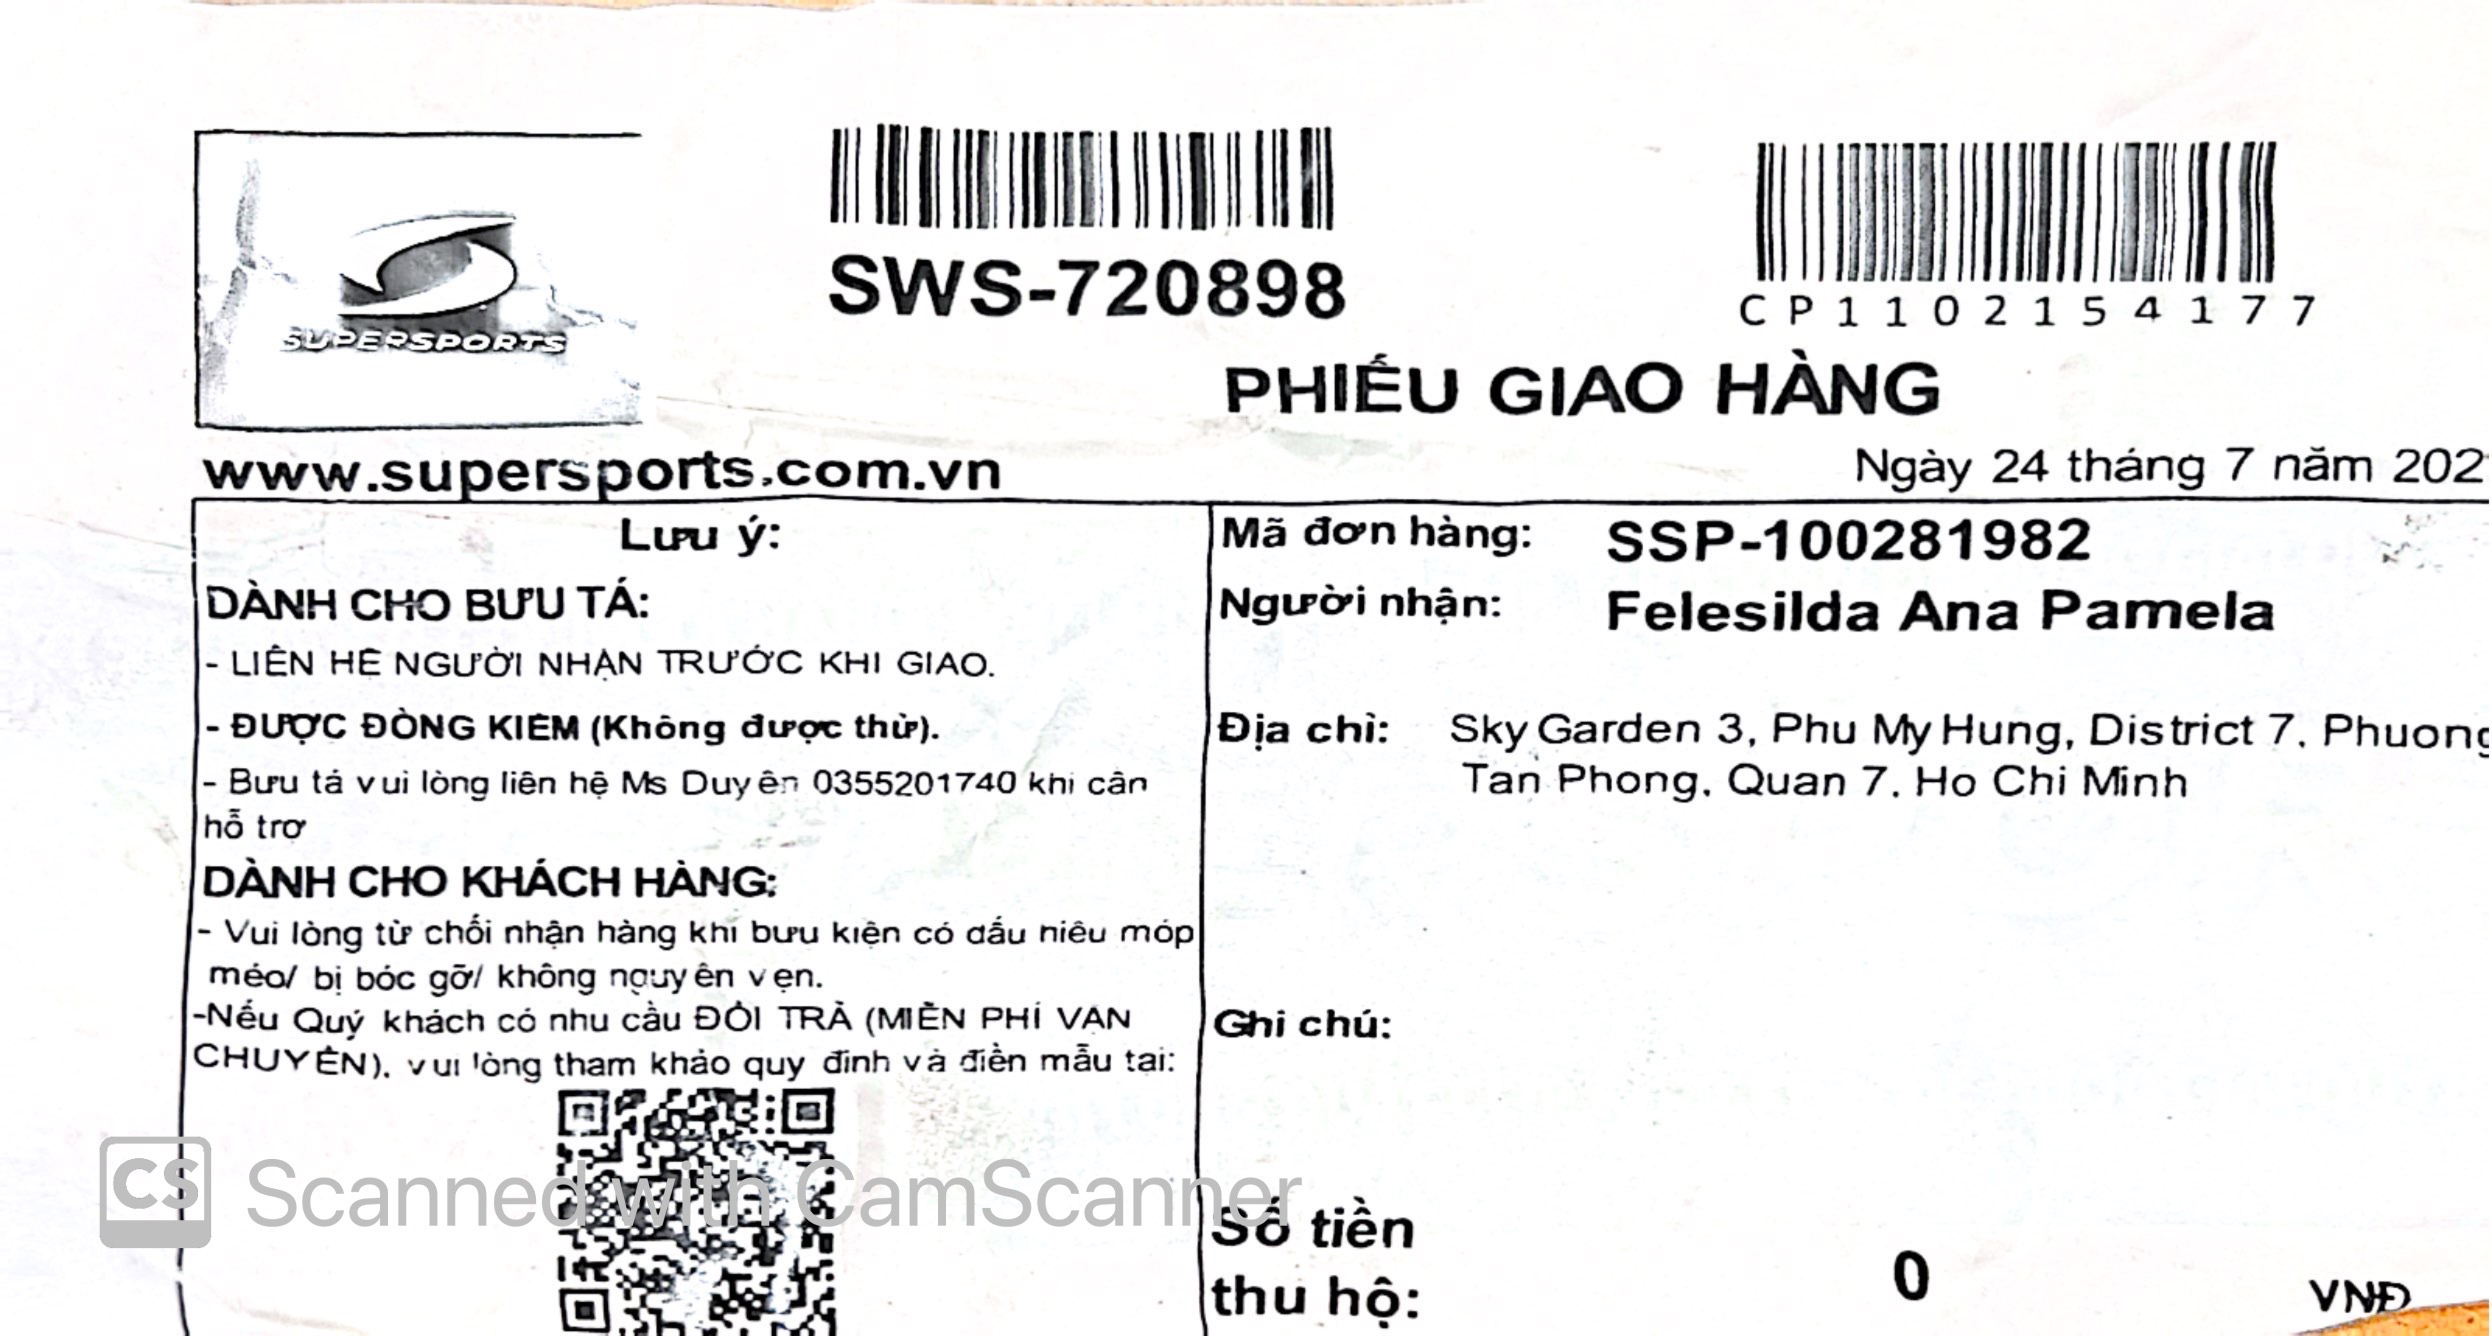 SUPERSPORTS
SWS-720898
CP1102154177
PHIẾU GIAO HÀNG
www.supersports.com.vn
Ngày 24 tháng 7 năm 202
Lưu ý:
DÀNH CHO BƯU TÁ:
- LIÊN HỆ NGƯỜI NHẬN TRƯỚC KHI GIAO.
- ĐƯỢC ĐỒNG KIỂM (Không được thử).
- Bưu tá vui lòng liên hệ Ms Duyên 0355201740 khi cần
hỗ trợ
DÀNH CHO KHÁCH HÀNG:
- Vui lòng từ chối nhận hàng khi bưu kiện có dấu hiệu móp
méo/ bị bóc gỡ/ không nguyên vẹn.
-Nếu Quý khách có nhu cầu ĐỔI TRẢ (MIỄN PHÍ VẬN
CHUYỂN), vui lòng tham khảo quy định và điền mẫu tại:
Mã đơn hàng: SSP-100281982
Người nhận: Felesilda Ana Pamela
Địa chỉ: Sky Garden 3, Phu My Hung, District 7, Phuong
Tan Phong, Quan 7, Ho Chi Minh
Ghi chú:
Số tiền
thu hộ: 0 VNĐ
CS Scanned with CamScanner